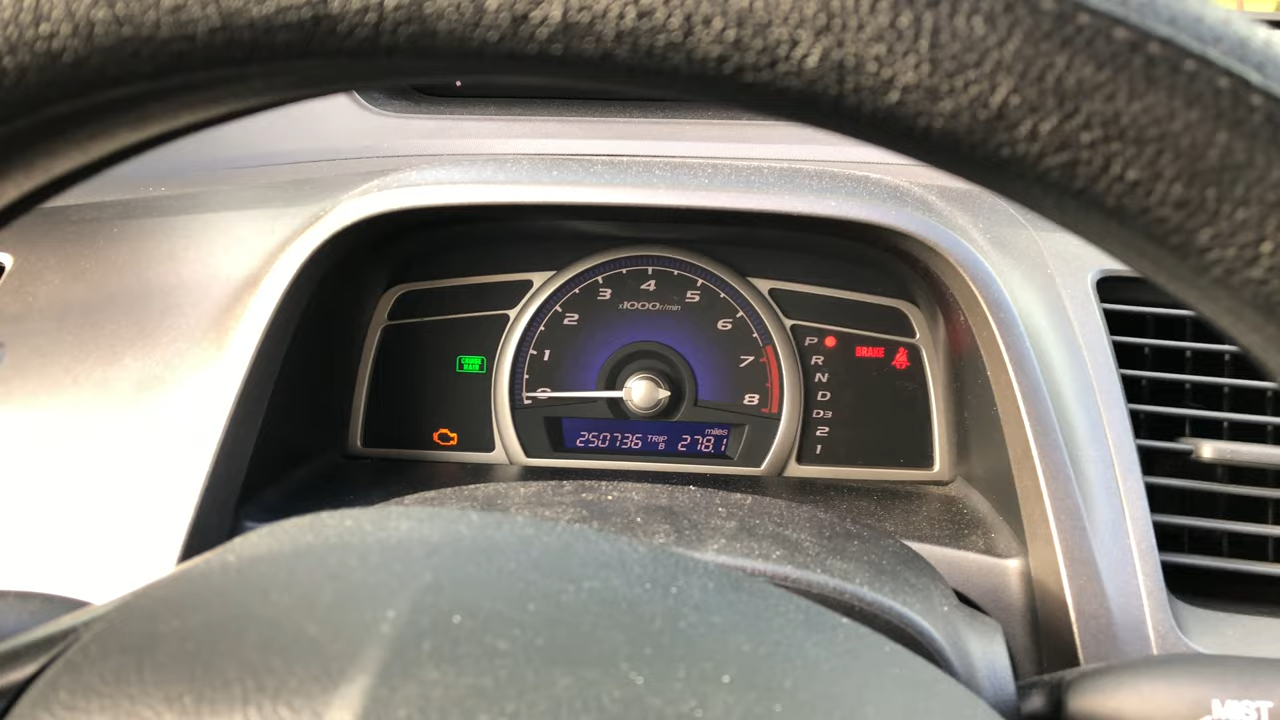 4
3
5
x1000r/min
2
6
1
7
0
8
CRUISE
MAIN
250736 TRIP B 278.1 miles
P
R
N
D
D3
2
1
BRAKE
MIST